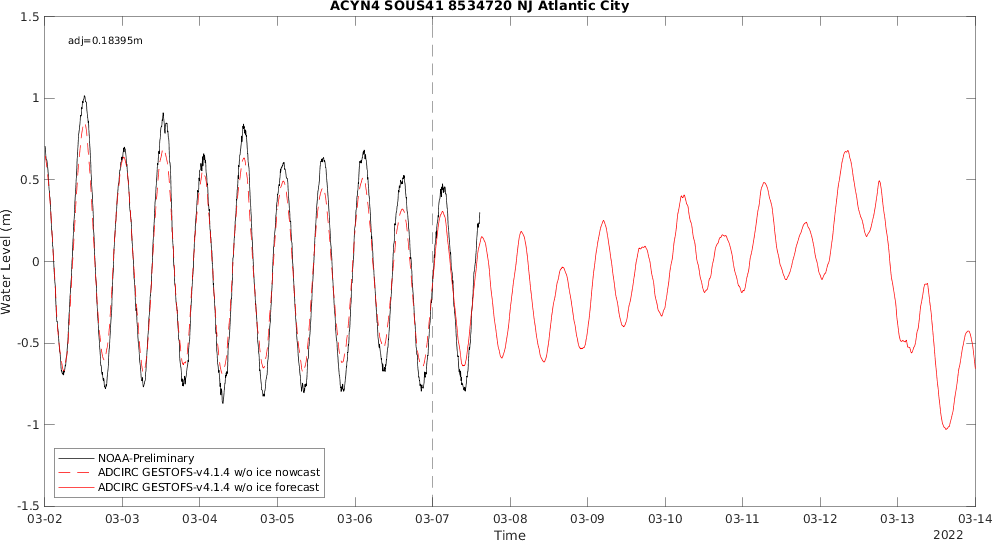 ACYN4 SOUS41 8534720 NJ Atlantic City
adj=0.18395m
1.5
1
0.5
0
-0.5
-1
-1.5
Water Level (m)
NOAA-Preliminary
ADCIRC GESTOFS-v4.1.4 w/o ice nowcast
ADCIRC GESTOFS-v4.1.4 w/o ice forecast
03-02 03-03 03-04 03-05 03-06 03-07 03-08 03-09 03-10 03-11 03-12 03-13 03-14
Time
2022